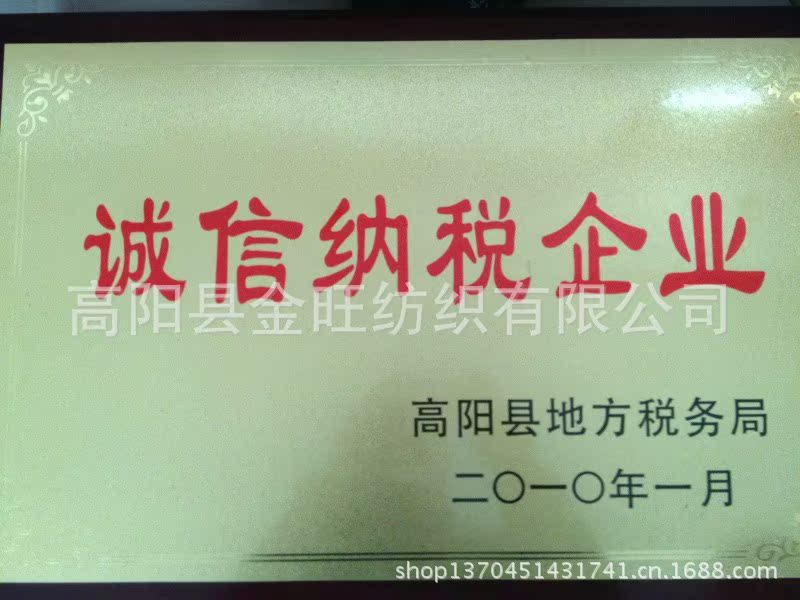 诚信纳税企业
高阳县金旺纺织有限公司
高阳县地方税务局
二〇一〇年一月
shop1370451431741.cn.1688.com